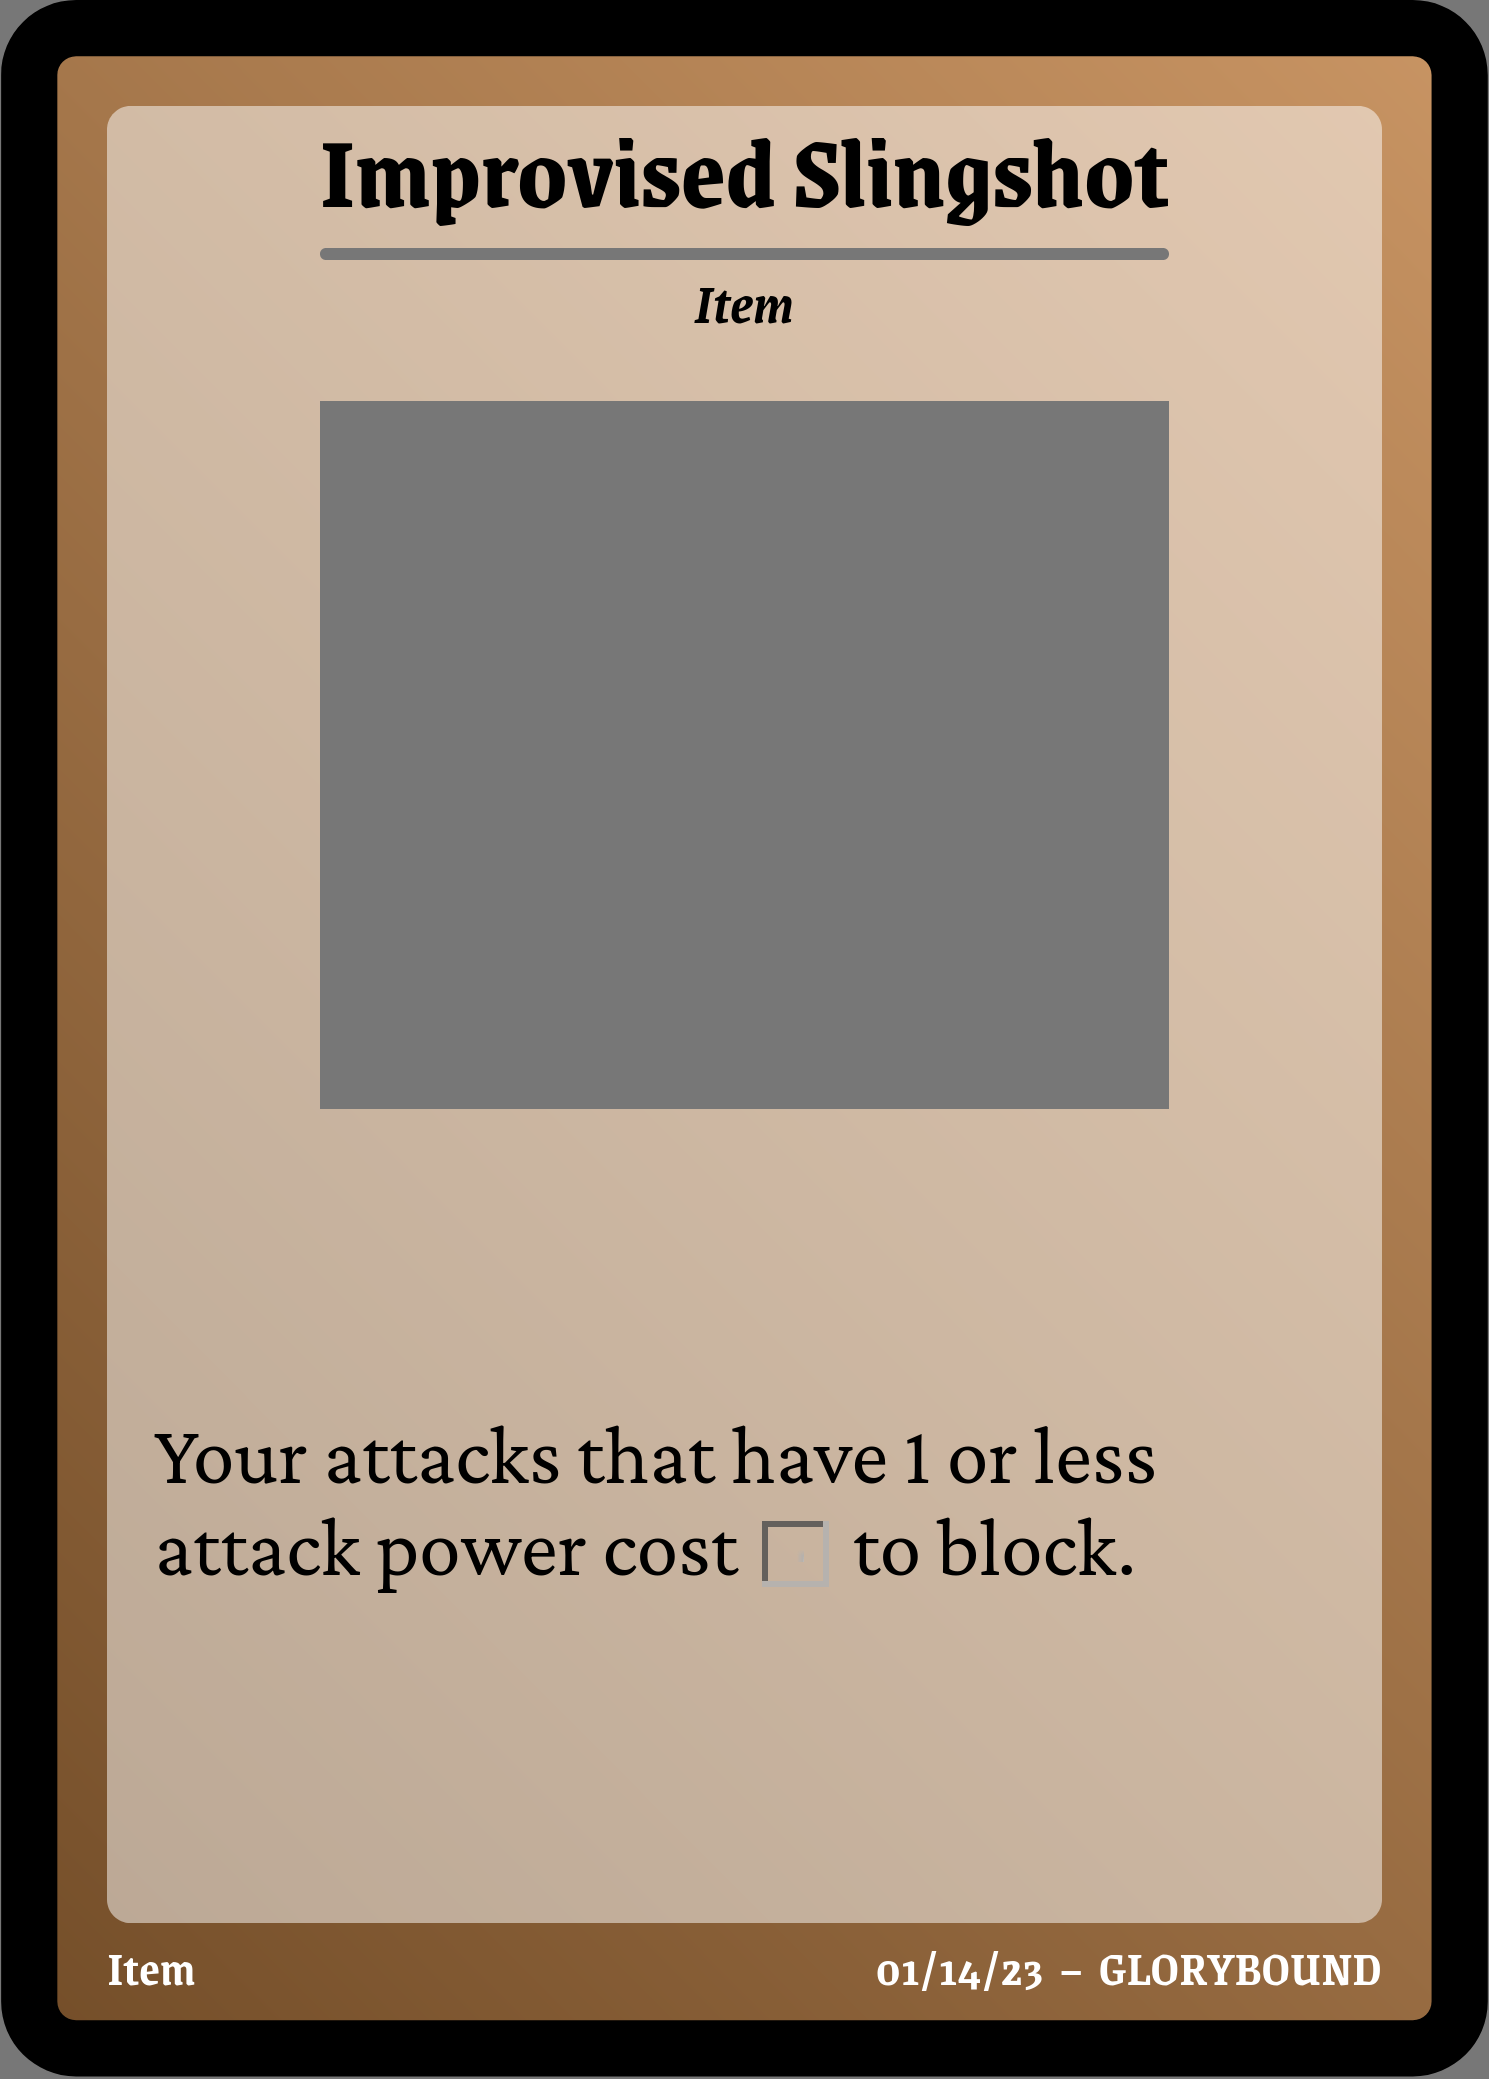 Improvised Slingshot
Item
Your attacks that have 1 or less
attack power cost to block.
Item
01/14/23 – GLORYBOUND